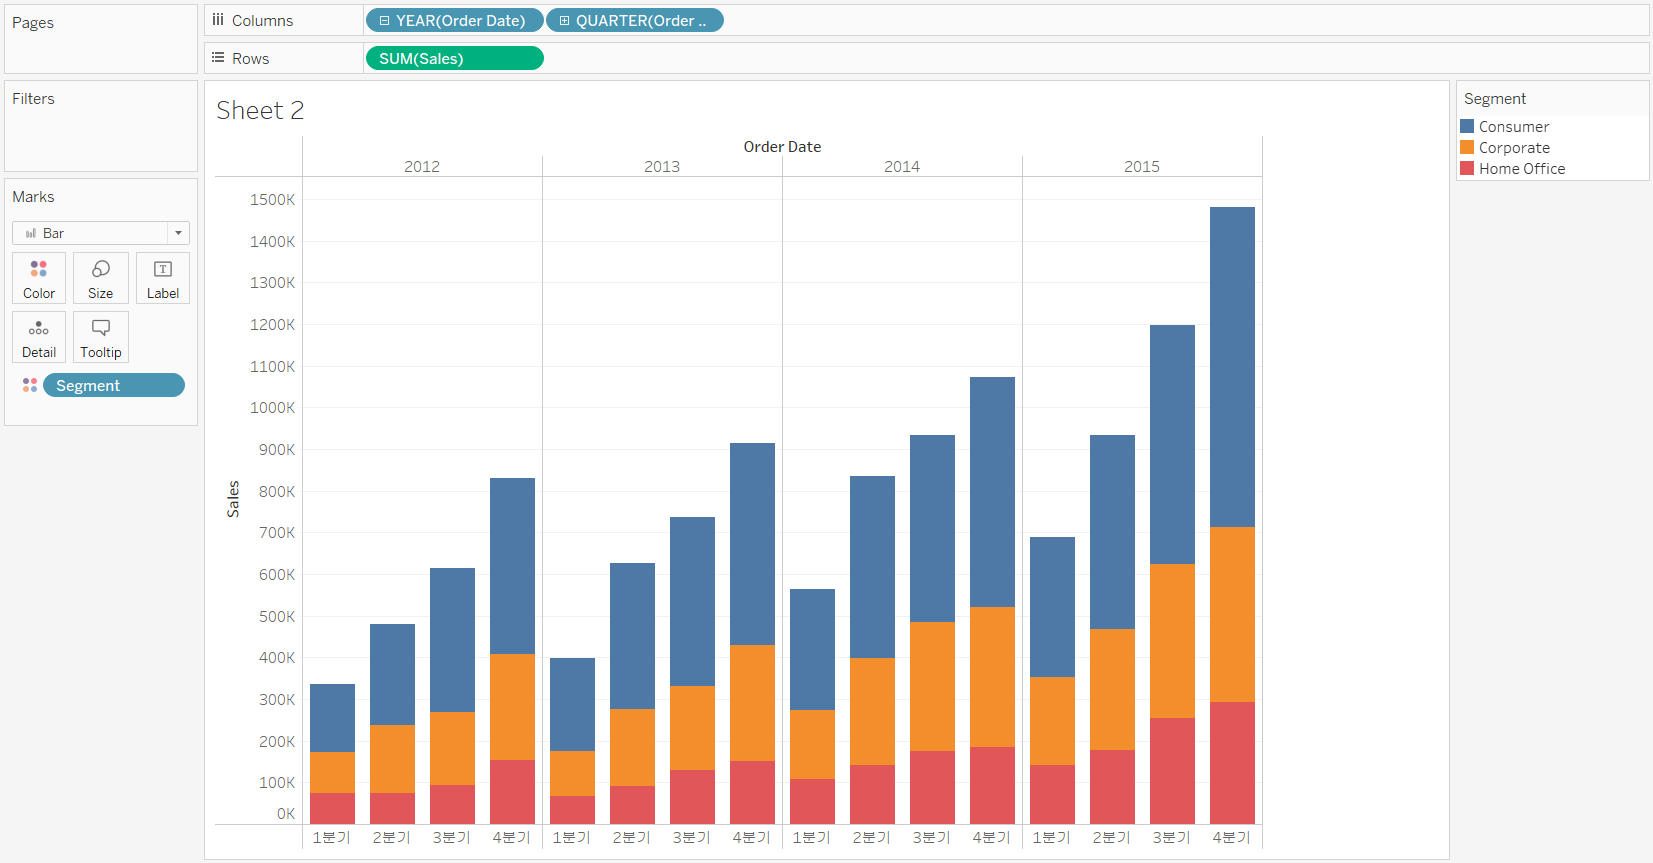 Pages
Columns
YEAR(Order Date)
QUARTER(Order ..
Rows
SUM(Sales)
Filters
Marks
Bar
Color
Size
Label
Detail
Tooltip
Segment
Sheet 2
Order Date
2012
2013
2014
2015
1500K
1400K
1300K
1200K
1100K
1000K
900K
800K
700K
600K
500K
400K
300K
200K
100K
0K
Sales
1분기 2분기 3분기 4분기 1분기 2분기 3분기 4분기 1분기 2분기 3분기 4분기 1분기 2분기 3분기 4분기
Segment
Consumer
Corporate
Home Office